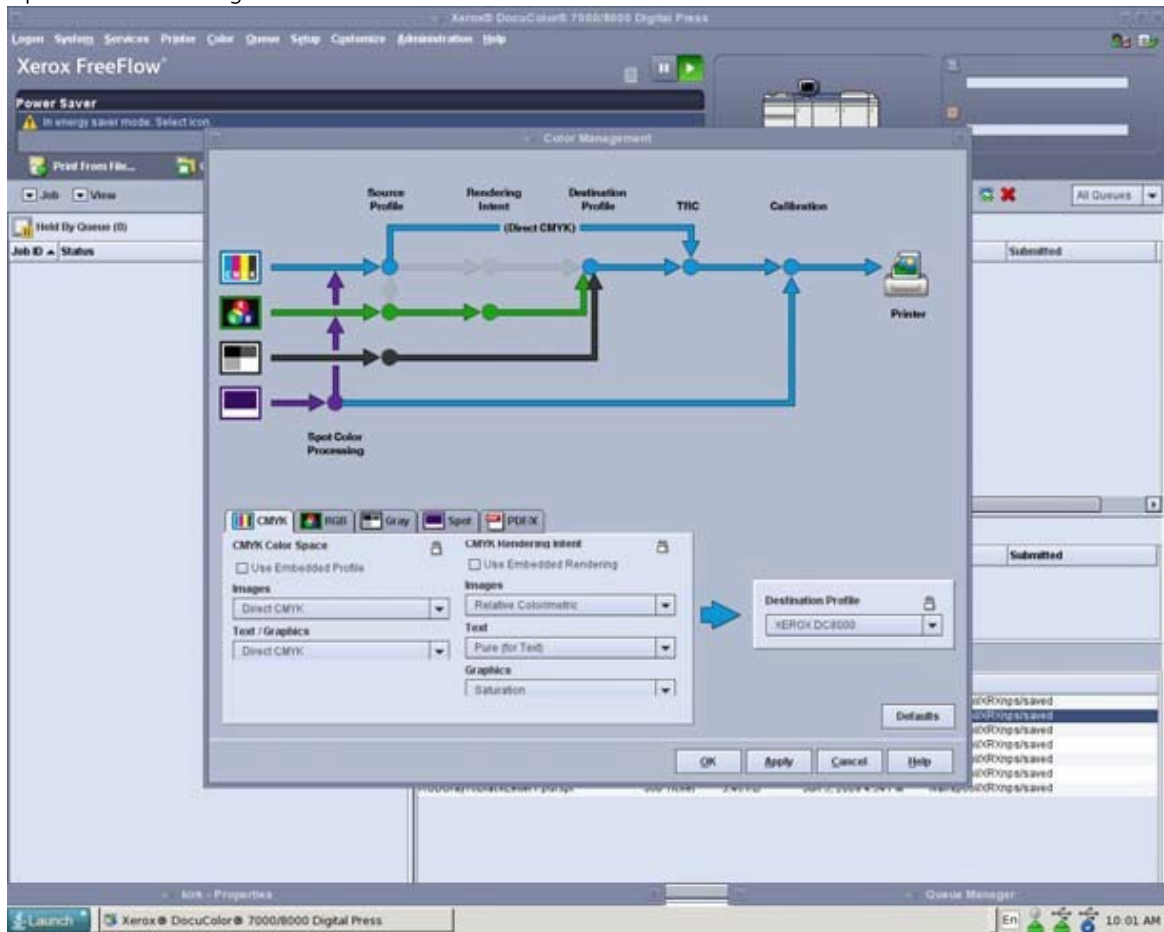 Xerox® DocuColor® 7000/8000 Digital Press
Logon System Services Printer Color Queue Setup Customize Administration Help
Xerox FreeFlow
Power Saver
In energy saver mode. Select icon.
Color Management
Print From File...
Job View
All Queues
Held By Queue (0)
Job ID Status
Submitted
Source Profile
Rendering Intent
Destination Profile
TRC
Calibration
(Direct CMYK)
Printer
Spot Color Processing
CMYK RGB Gray Spot PDF/X
CMYK Color Space
Use Embedded Profile
Images
Direct CMYK
Text / Graphics
Direct CMYK
CMYK Rendering Intent
Use Embedded Rendering
Images
Relative Colorimetric
Text
Pure (for Text)
Graphics
Saturation
Destination Profile
XEROX DC8000
Defaults
OK Apply Cancel Help
Submitted
kirk - Properties
Queue Manager
Launch
Xerox® DocuColor® 7000/8000 Digital Press
En
10:01 AM